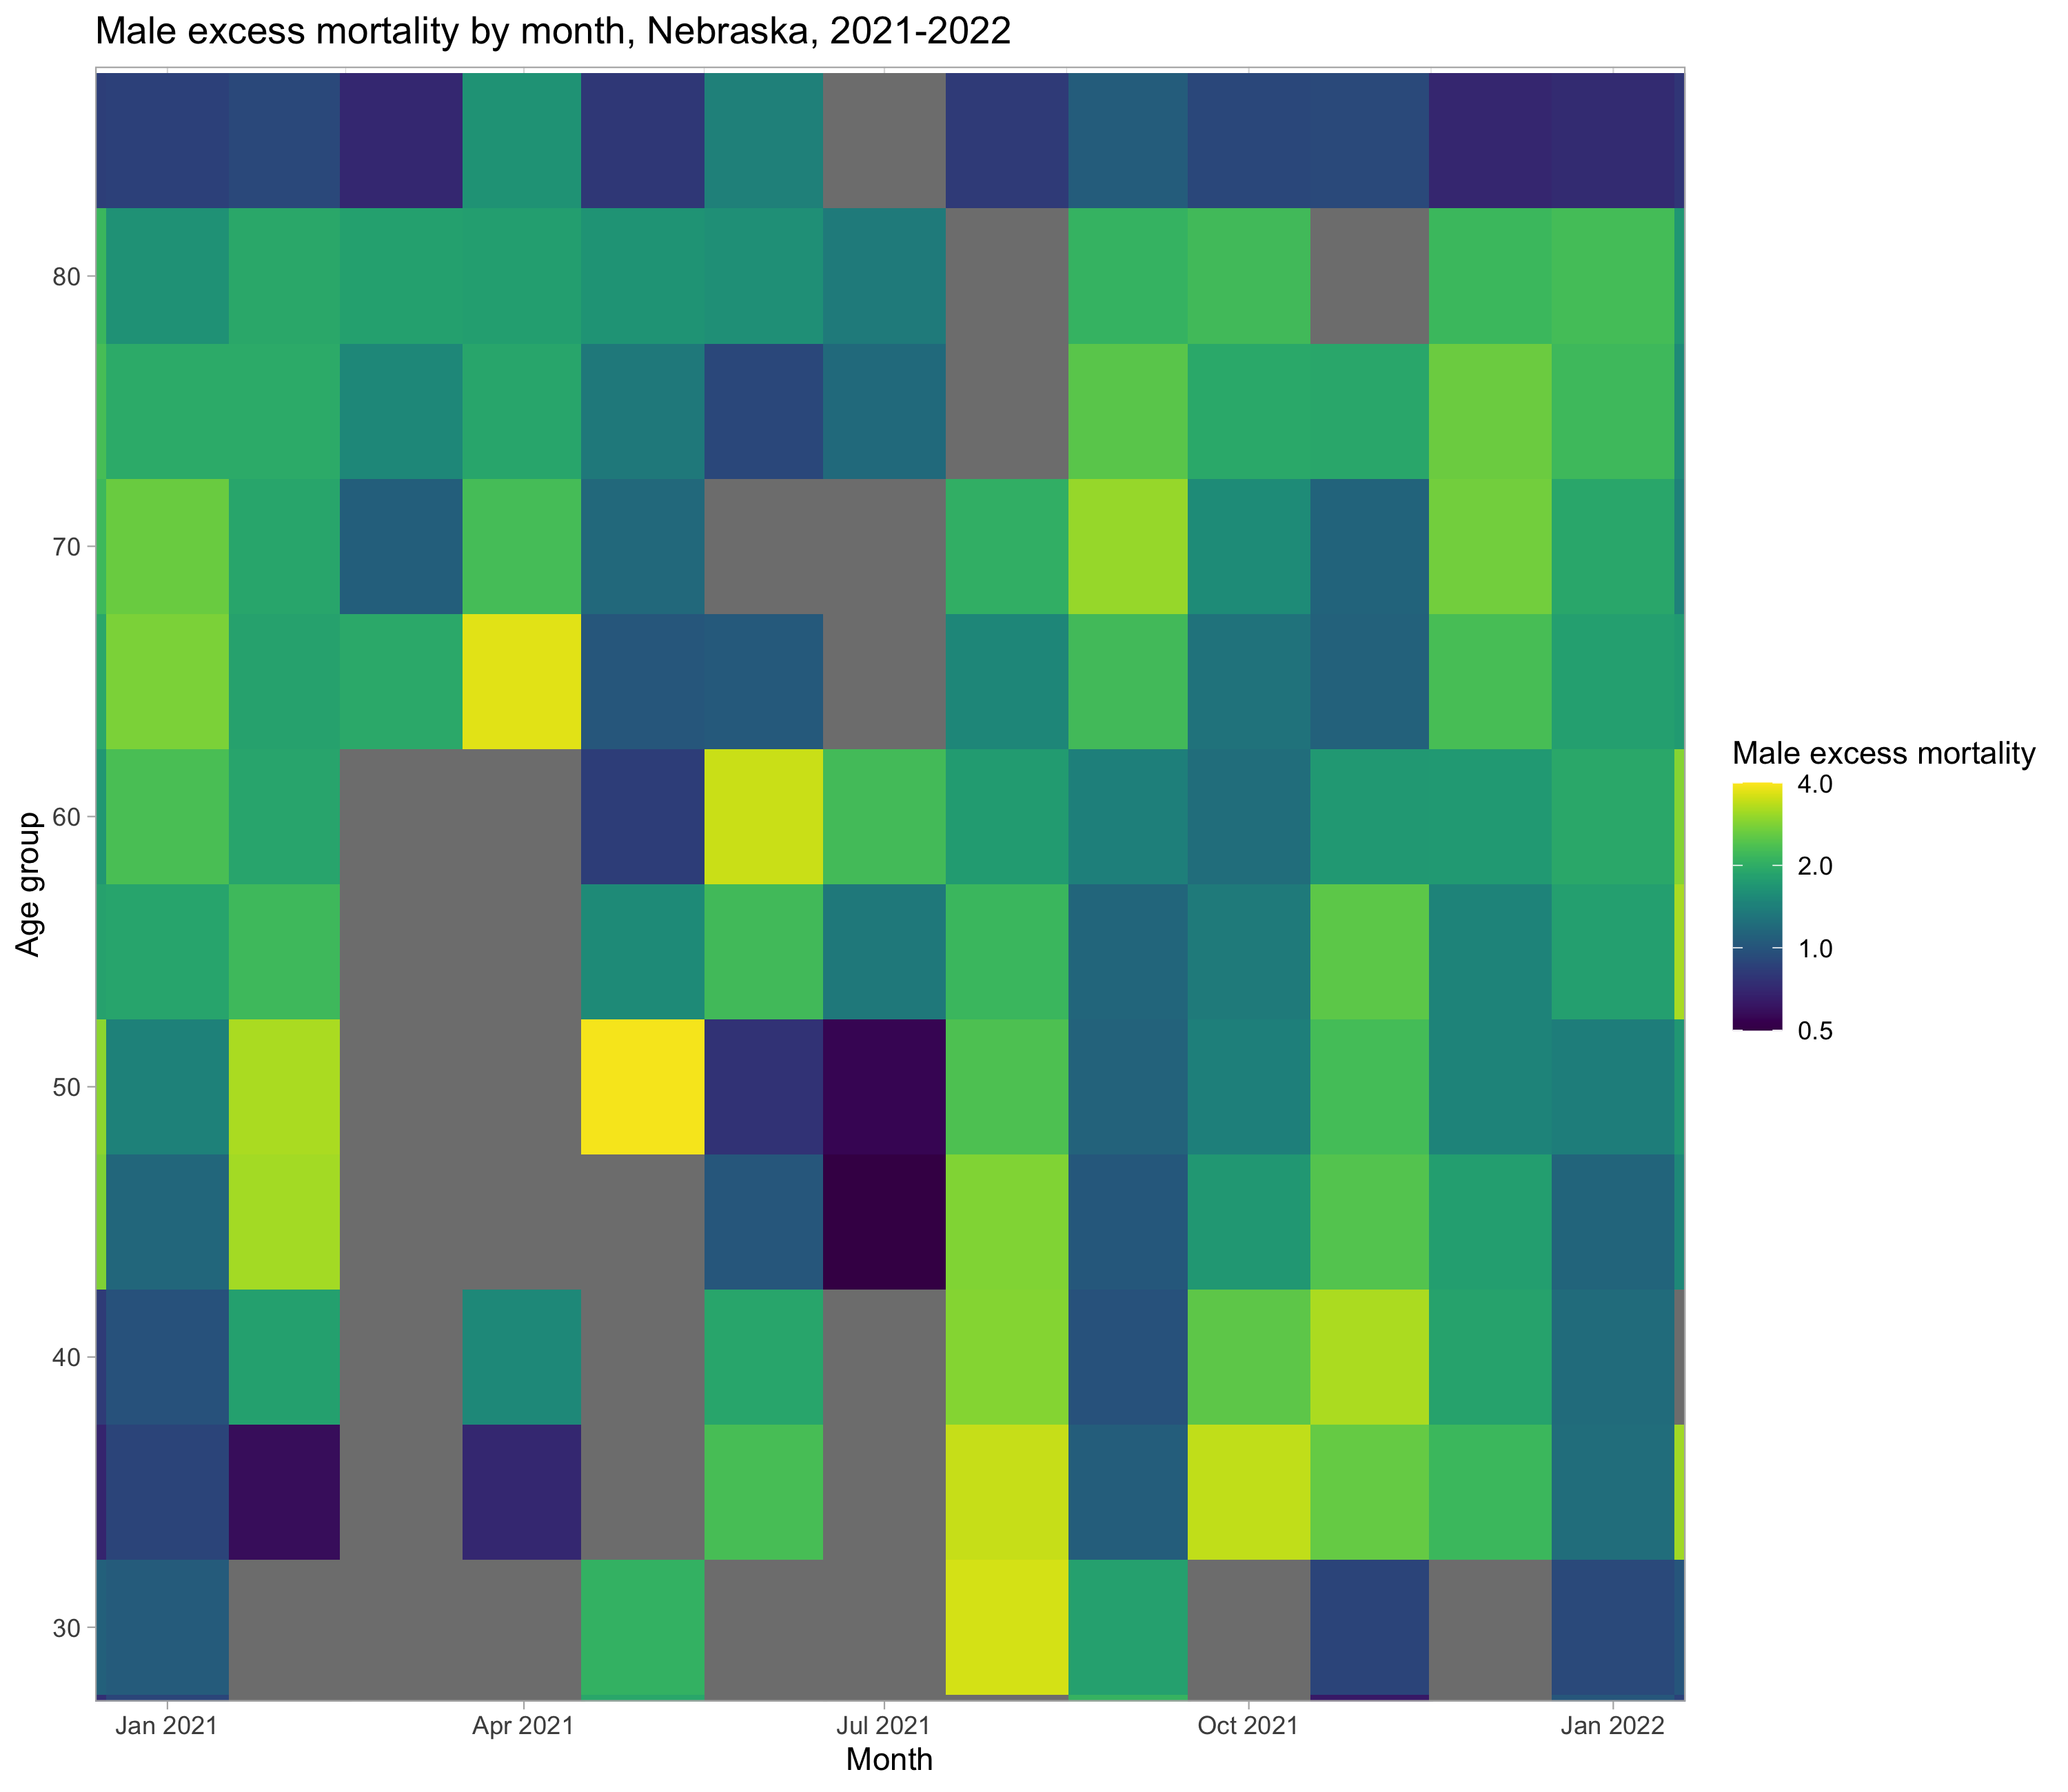 Male excess mortality by month, Nebraska, 2021-2022
80
70
60
50
40
30
Age group
Jan 2021
Apr 2021
Jul 2021
Oct 2021
Jan 2022
Month
Male excess mortality
4.0
2.0
1.0
0.5